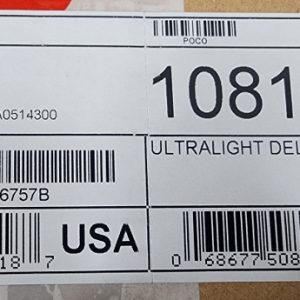 POCO
1081
A0514300
ULTRALIGHT DEL
6757B
USA
18 7
0 68677 508